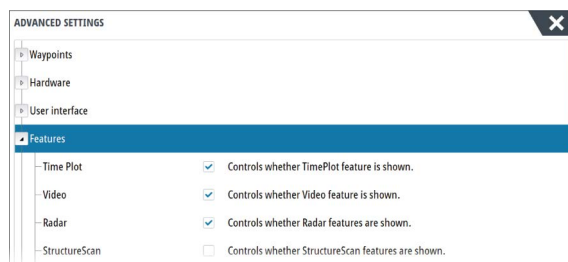 ADVANCED SETTINGS
Waypoints
Hardware
User interface
Features
Time Plot Controls whether TimePlot feature is shown.
Video Controls whether Video feature is shown.
Radar Controls whether Radar features are shown.
StructureScan Controls whether StructureScan features are shown.